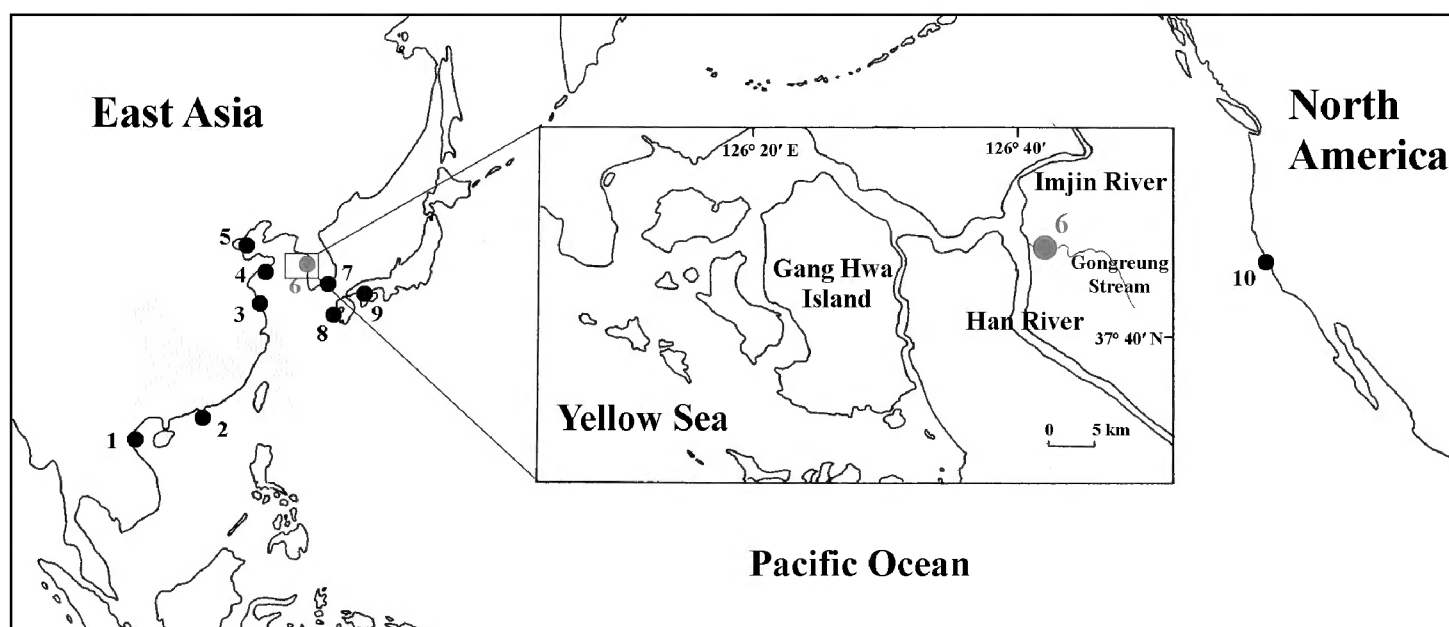 East Asia
North
America
126° 20′ E
126° 40′
Imjin River
6
Gongreung
Stream
Gang Hwa
Island
Han River
37° 40′ N
Yellow Sea
0 5 km
5
4
6
7
3
8
9
10
1
2
Pacific Ocean